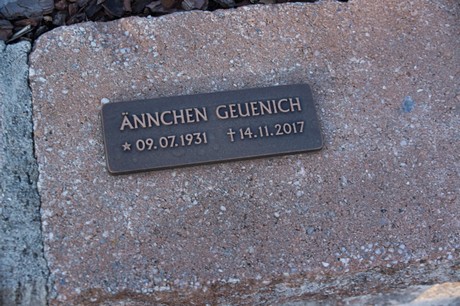 ÄNNCHEN GEUENICH
* 09.07.1931 † 14.11.2017